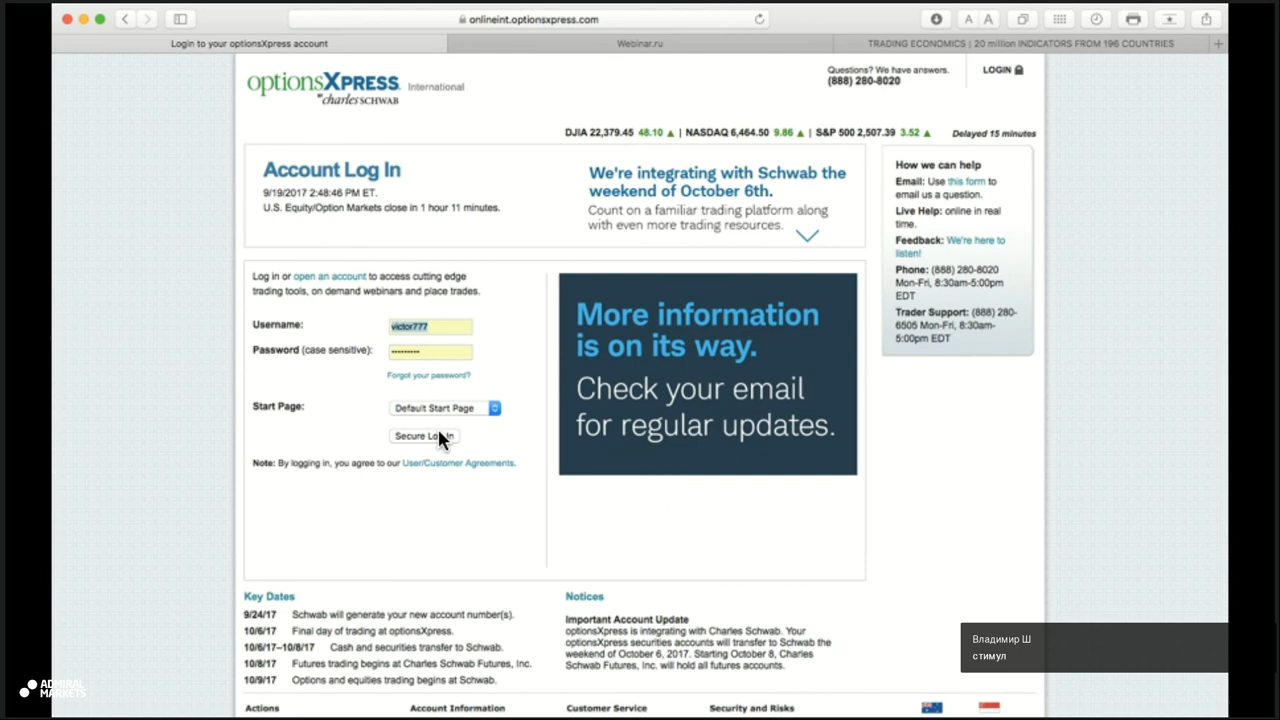 onlineint.optionsxpress.com
A A
Login to your optionsXpress account
Webinar.ru
TRADING ECONOMICS | 20 million INDICATORS FROM 196 COUNTRIES
optionsXPRESS International
by charles SCHWAB
Questions? We have answers.
(888) 280-8020
LOGIN
DJIA 22,379.45 48.10 ▲ | NASDAQ 6,464.50 9.86 ▲ | S&P 500 2,507.39 3.52 ▲ Delayed 15 minutes
Account Log In
9/19/2017 2:48:46 PM ET.
U.S. Equity/Option Markets close in 1 hour 11 minutes.
We're integrating with Schwab the
weekend of October 6th.
Count on a familiar trading platform along
with even more trading resources.
How we can help
Email: Use this form to
email us a question.
Live Help: online in real
time.
Feedback: We're here to
listen!
Phone: (888) 280-8020
Mon-Fri, 8:30am-5:00pm
EDT
Trader Support: (888) 280-
6505 Mon-Fri, 8:30am-
5:00pm EDT
Log in or open an account to access cutting edge
trading tools, on demand webinars and place trades.
Username: victor777
Password (case sensitive): •••••••••
Forgot your password?
Start Page: Default Start Page
Secure Log In
Note: By logging in, you agree to our User/Customer Agreements.
More information
is on its way.
Check your email
for regular updates.
Key Dates
9/24/17 Schwab will generate your new account number(s).
10/6/17 Final day of trading at optionsXpress.
10/6/17–10/8/17 Cash and securities transfer to Schwab.
10/8/17 Futures trading begins at Charles Schwab Futures, Inc.
10/9/17 Options and equities trading begins at Schwab.
Notices
Important Account Update
optionsXpress is integrating with Charles Schwab. Your
optionsXpress securities accounts will transfer to Schwab the
weekend of October 6, 2017. Starting October 8, Charles
Schwab Futures, Inc. will hold all futures accounts.
Владимир Ш
стимул
ADMIRAL
MARKETS
Actions
Account Information
Customer Service
Security and Risks